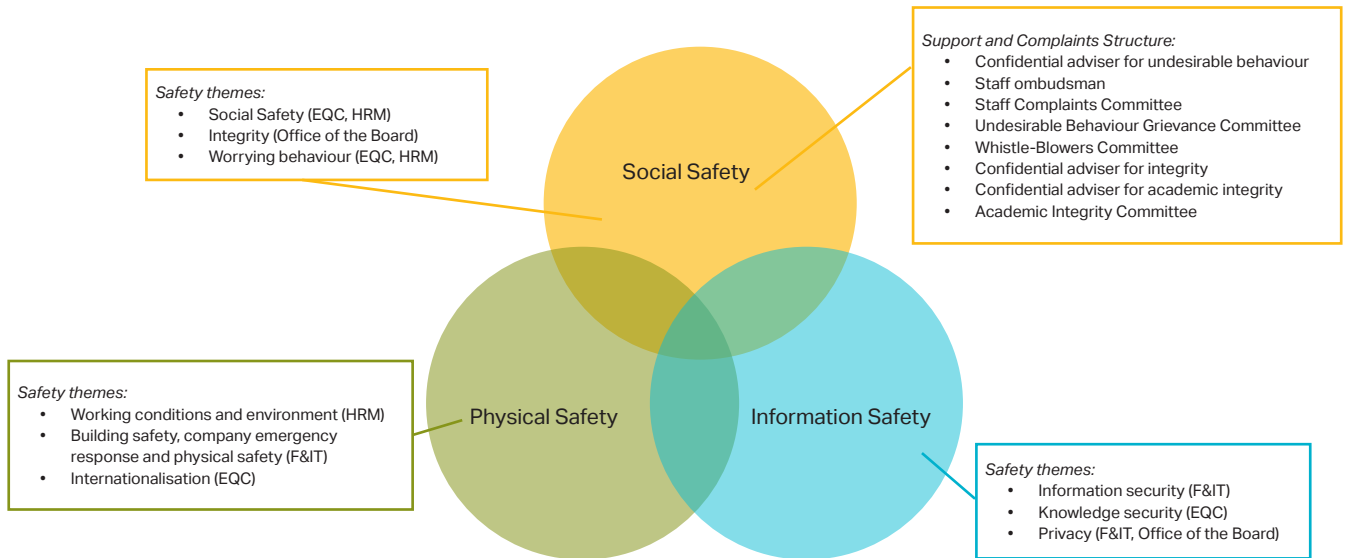 Support and Complaints Structure:
• Confidential adviser for undesirable behaviour
• Staff ombudsman
• Staff Complaints Committee
• Undesirable Behaviour Grievance Committee
• Whistle-Blowers Committee
• Confidential adviser for integrity
• Confidential adviser for academic integrity
• Academic Integrity Committee
Safety themes:
• Social Safety (EQC, HRM)
• Integrity (Office of the Board)
• Worrying behaviour (EQC, HRM)
Social Safety
Safety themes:
• Working conditions and environment (HRM)
• Building safety, company emergency
response and physical safety (F&IT)
• Internationalisation (EQC)
Physical Safety
Information Safety
Safety themes:
• Information security (F&IT)
• Knowledge security (EQC)
• Privacy (F&IT, Office of the Board)